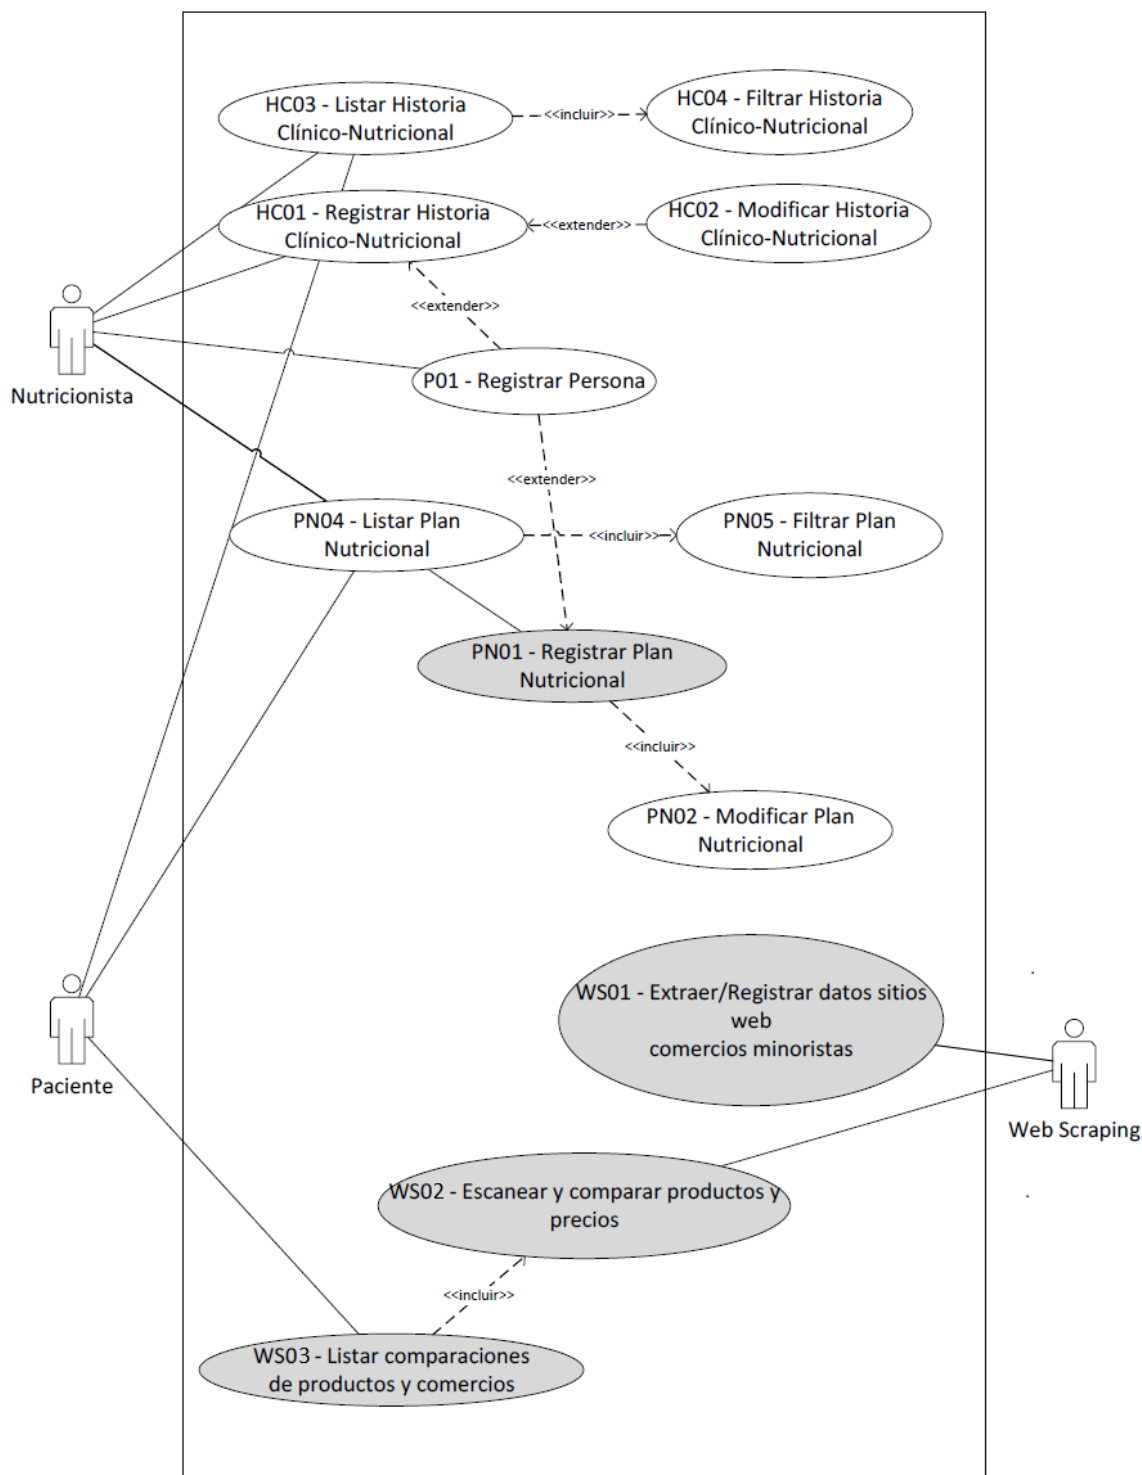 HC03 - Listar Historia
Clínico-Nutricional
<<incluir>>
HC04 - Filtrar Historia
Clínico-Nutricional
HC01 - Registrar Historia
Clínico-Nutricional
<<extender>>
HC02 - Modificar Historia
Clínico-Nutricional
<<extender>>
Nutricionista
P01 - Registrar Persona
<<extender>>
PN04 - Listar Plan
Nutricional
<<incluir>>
PN05 - Filtrar Plan
Nutricional
PN01 - Registrar Plan
Nutricional
<<incluir>>
PN02 - Modificar Plan
Nutricional
WS01 - Extraer/Registrar datos sitios
web
comercios minoristas
Paciente
Web Scraping
WS02 - Escanear y comparar productos y
precios
<<incluir>>
WS03 - Listar comparaciones
de productos y comercios